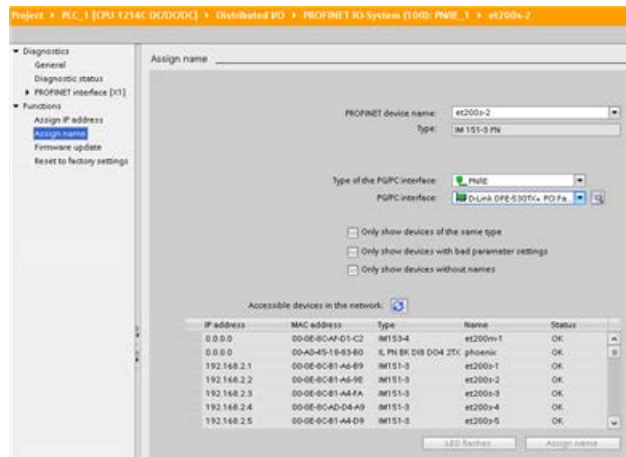 Project ▸ PLC_1 [CPU 1214C DC/DC/DC] ▸ Distributed I/O ▸ PROFINET IO-System (100): PN/IE_1 ▸ et200s-2
Diagnostics
General
Diagnostic status
PROFINET interface [X1]
Functions
Assign IP address
Assign name
Firmware update
Reset to factory settings
Assign name
PROFINET device name: et200s-2
Type: IM 151-3 PN
Type of the PG/PC interface: PN/IE
PG/PC interface: D-Link DFE-530TX+ PCI Fa...
Only show devices of the same type
Only show devices with bad parameter settings
Only show devices without names
Accessible devices in the network:
IP address MAC address Type Name Status
0.0.0.0 00-0E-8C-AF-D1-C2 IM153-4 et200m-1 OK
0.0.0.0 00-A0-45-18-93-80 IL PN BK DI8 DO4 2TX phoenix OK
192.168.2.1 00-0E-8C-B1-A6-B9 IM151-3 et200s-1 OK
192.168.2.2 00-0E-8C-B1-A6-9E IM151-3 et200s-2 OK
192.168.2.3 00-0E-8C-B1-A4-FA IM151-3 et200s-3 OK
192.168.2.4 00-0E-8C-AD-D4-A9 IM151-3 et200s-4 OK
192.168.2.5 00-0E-8C-B1-A4-D9 IM151-3 et200s-5 OK
LED flashes Assign name